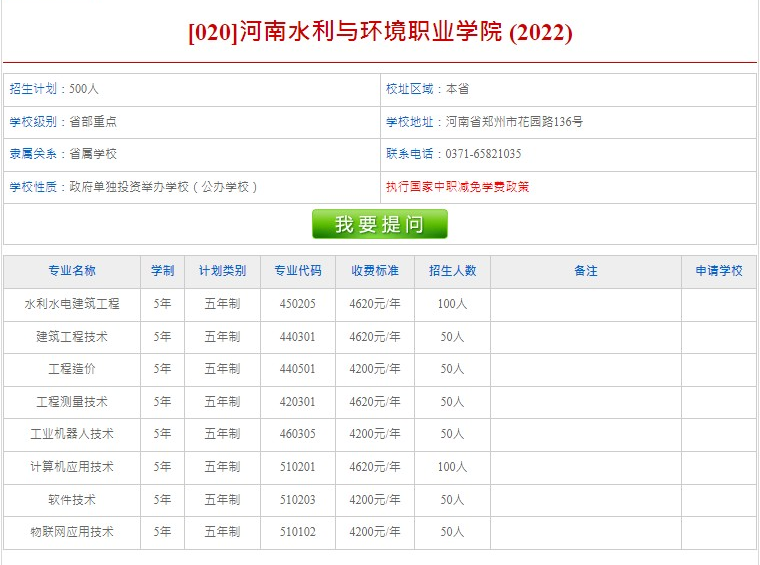 [020]河南水利与环境职业学院 (2022)
招生计划：500人 校址区域：本省
学校级别：省部重点 学校地址：河南省郑州市花园路136号
隶属关系：省属学校 联系电话：0371-65821035
学校性质：政府单独投资举办学校（公办学校） 执行国家中职减免学费政策
我要提问
专业名称 学制 计划类别 专业代码 收费标准 招生人数 备注 申请学校
水利水电建筑工程 5年 五年制 450205 4620元/年 100人
建筑工程技术 5年 五年制 440301 4620元/年 50人
工程造价 5年 五年制 440501 4200元/年 50人
工程测量技术 5年 五年制 420301 4620元/年 50人
工业机器人技术 5年 五年制 460305 4200元/年 50人
计算机应用技术 5年 五年制 510201 4620元/年 100人
软件技术 5年 五年制 510203 4200元/年 50人
物联网应用技术 5年 五年制 510102 4200元/年 50人